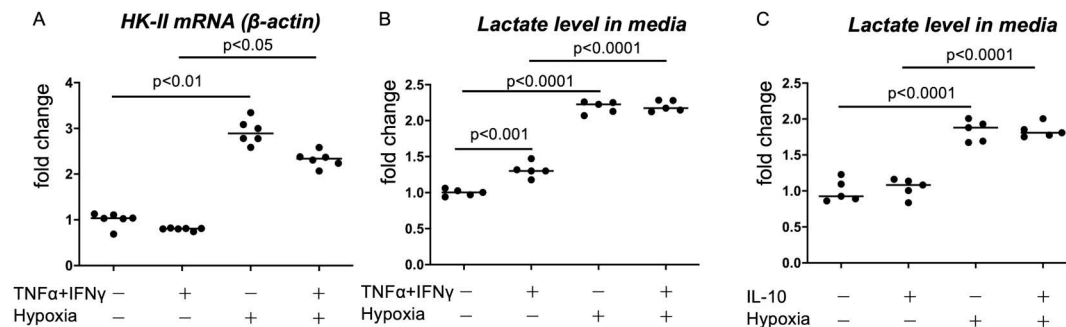 A
HK-II mRNA (β-actin)
p<0.05
p<0.01
fold change
4
3
2
1
0
TNFα+IFNγ − + − +
Hypoxia − − + +
B
Lactate level in media
p<0.0001
p<0.0001
p<0.001
fold change
2.5
2.0
1.5
1.0
0.5
0.0
TNFα+IFNγ − + − +
Hypoxia − − + +
C
Lactate level in media
p<0.0001
p<0.0001
fold change
2.5
2.0
1.5
1.0
0.5
0.0
IL-10 − + − +
Hypoxia − − + +